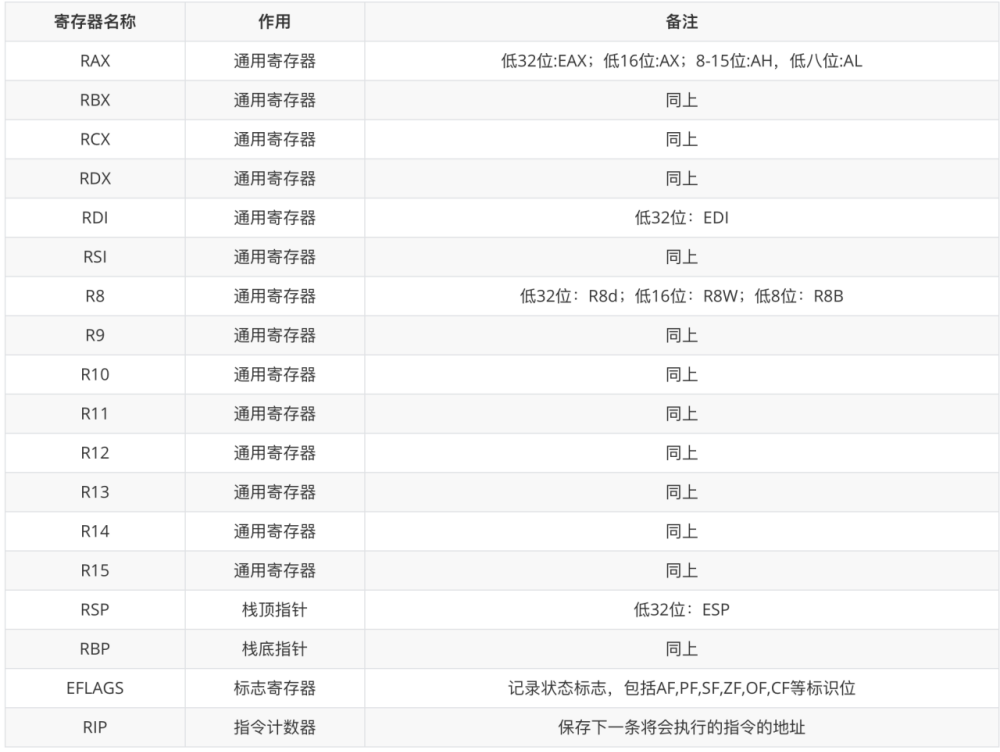 寄存器名称 作用 备注
RAX 通用寄存器 低32位:EAX；低16位:AX；8-15位:AH，低八位:AL
RBX 通用寄存器 同上
RCX 通用寄存器 同上
RDX 通用寄存器 同上
RDI 通用寄存器 低32位：EDI
RSI 通用寄存器 同上
R8 通用寄存器 低32位：R8d；低16位：R8W；低8位：R8B
R9 通用寄存器 同上
R10 通用寄存器 同上
R11 通用寄存器 同上
R12 通用寄存器 同上
R13 通用寄存器 同上
R14 通用寄存器 同上
R15 通用寄存器 同上
RSP 栈顶指针 低32位：ESP
RBP 栈底指针 同上
EFLAGS 标志寄存器 记录状态标志，包括AF,PF,SF,ZF,OF,CF等标识位
RIP 指令计数器 保存下一条将会执行的指令的地址